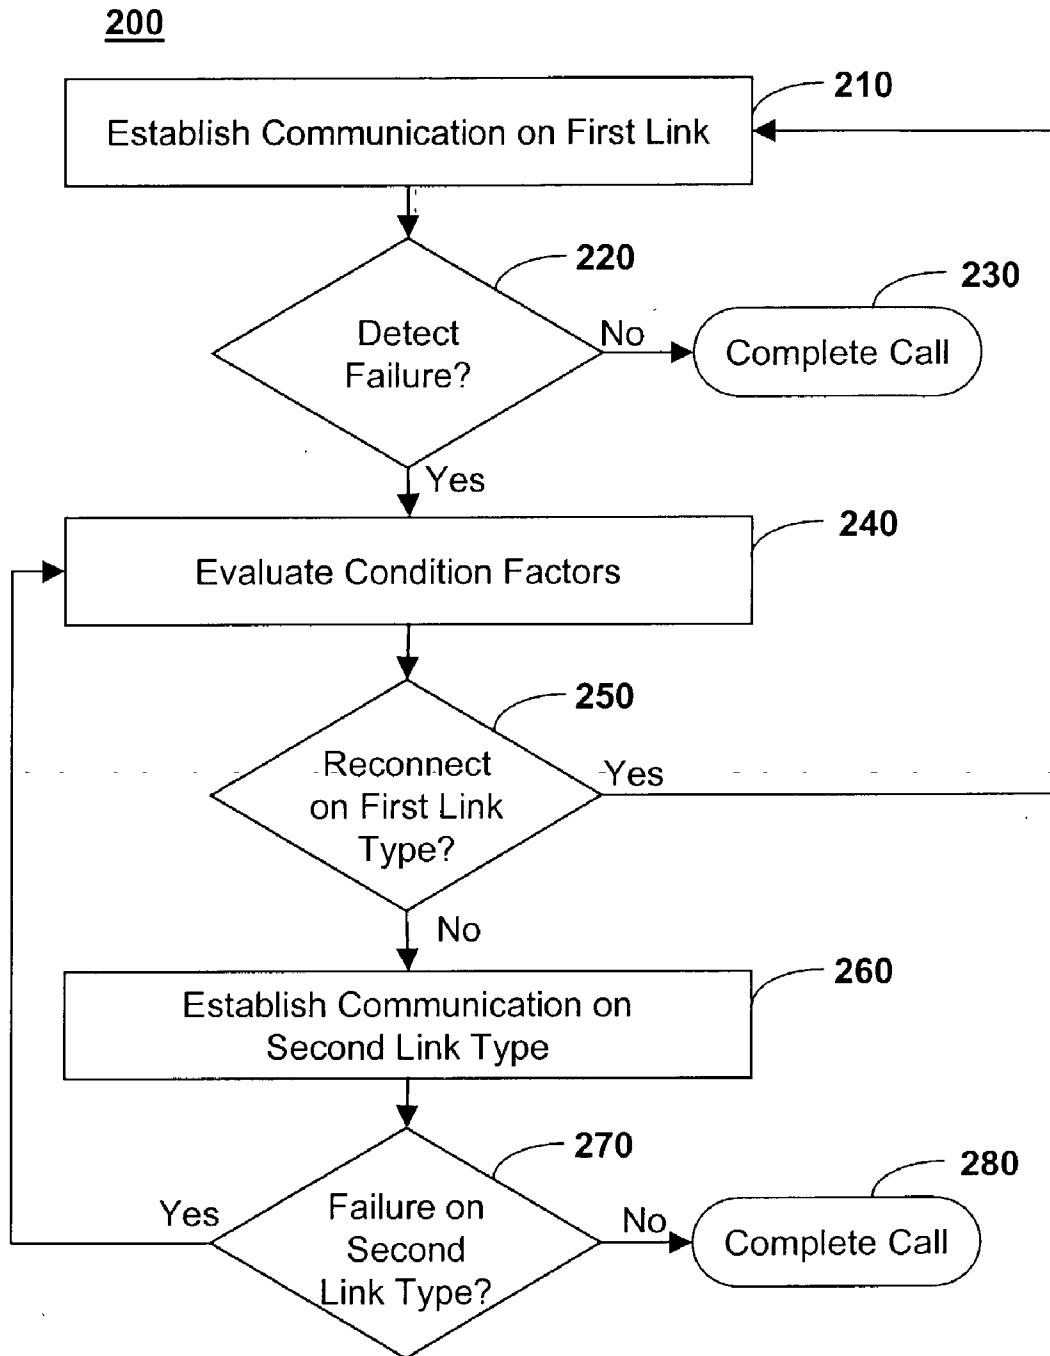 200
210
Establish Communication on First Link
220
230
Detect
Failure?
No
Complete Call
Yes
240
Evaluate Condition Factors
250
Reconnect
on First Link
Type?
Yes
No
260
Establish Communication on
Second Link Type
270
280
Yes
Failure on
Second
Link Type?
No
Complete Call